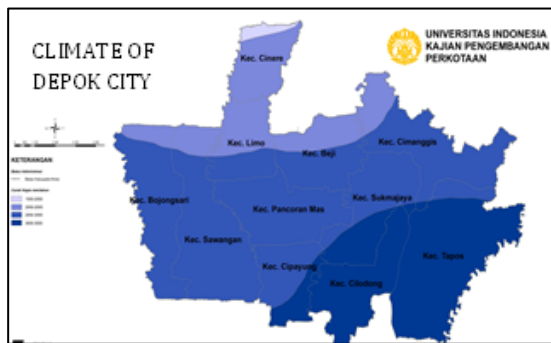 CLIMATE OF
DEPOK CITY
UNIVERSITAS INDONESIA
KAJIAN PENGEMBANGAN
PERKOTAAN
Kec. Cinere
Kec. Limo
Kec. Beji
Kec. Cimanggis
Kec. Bojongsari
Kec. Pancoran Mas
Kec. Sukmajaya
Kec. Sawangan
Kec. Cipayung
Kec. Cilodong
Kec. Tapos
KETERANGAN